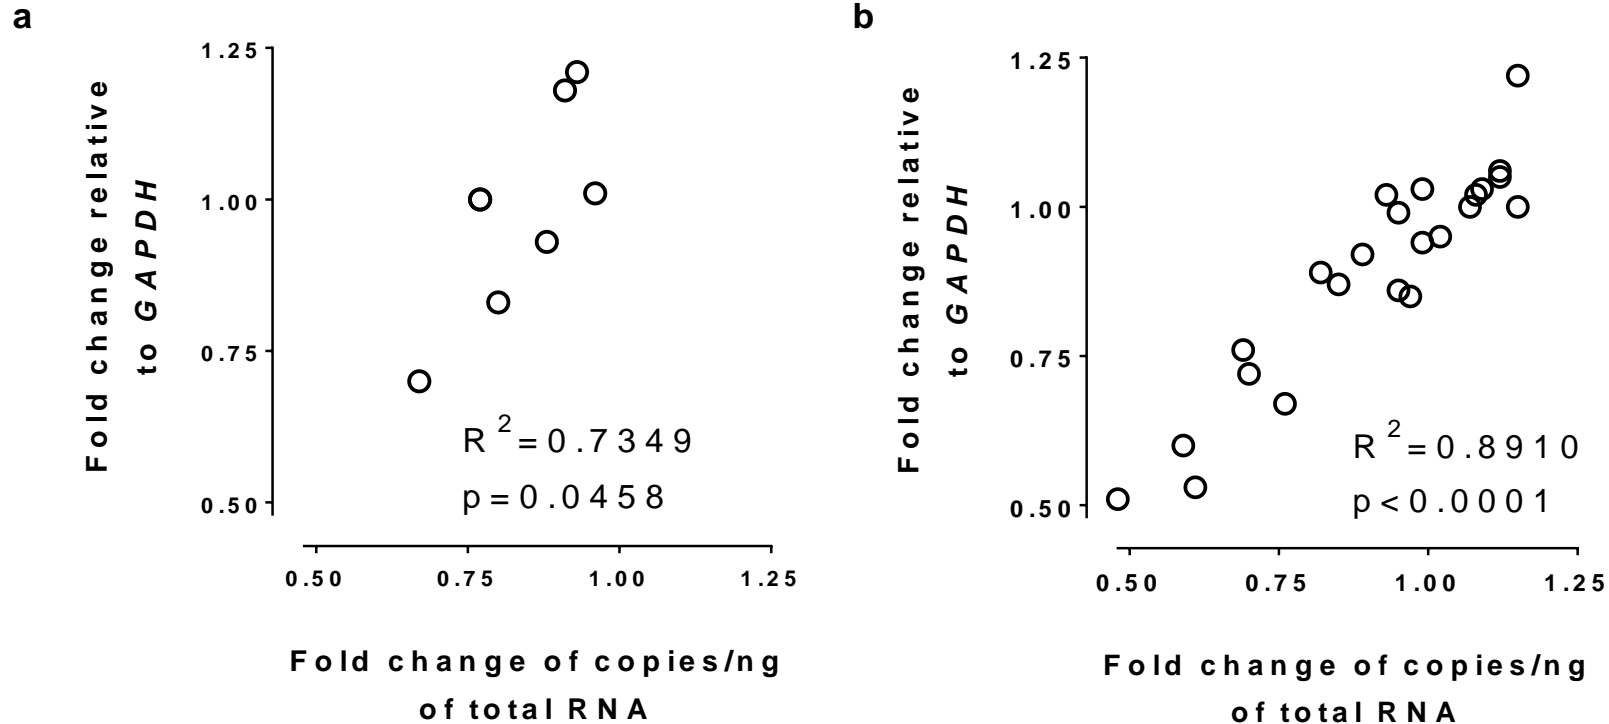 a
Fold change relative
to GAPDH
1.25
1.00
0.75
0.50
R²=0.7349
p=0.0458
0.50 0.75 1.00 1.25
Fold change of copies/ng
of total RNA
b
Fold change relative
to GAPDH
1.25
1.00
0.75
0.50
R²=0.8910
p<0.0001
0.50 0.75 1.00 1.25
Fold change of copies/ng
of total RNA